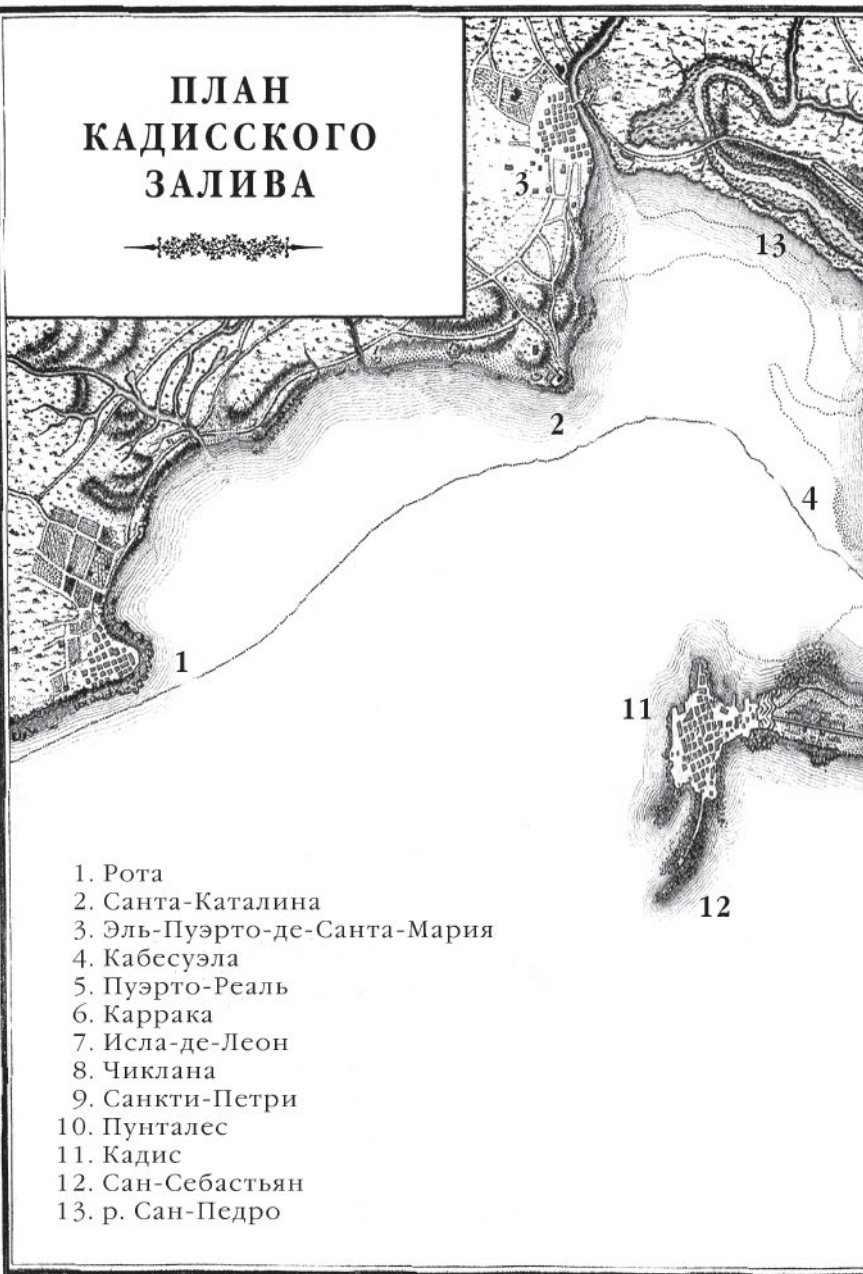 ПЛАН
КАДИССКОГО
ЗАЛИВА
3
13
2
4
1
11
12
1. Рота
2. Санта-Каталина
3. Эль-Пуэрто-де-Санта-Мария
4. Кабесуэла
5. Пуэрто-Реаль
6. Каррака
7. Исла-де-Леон
8. Чиклана
9. Санкти-Петри
10. Пунталес
11. Кадис
12. Сан-Себастьян
13. р. Сан-Педро